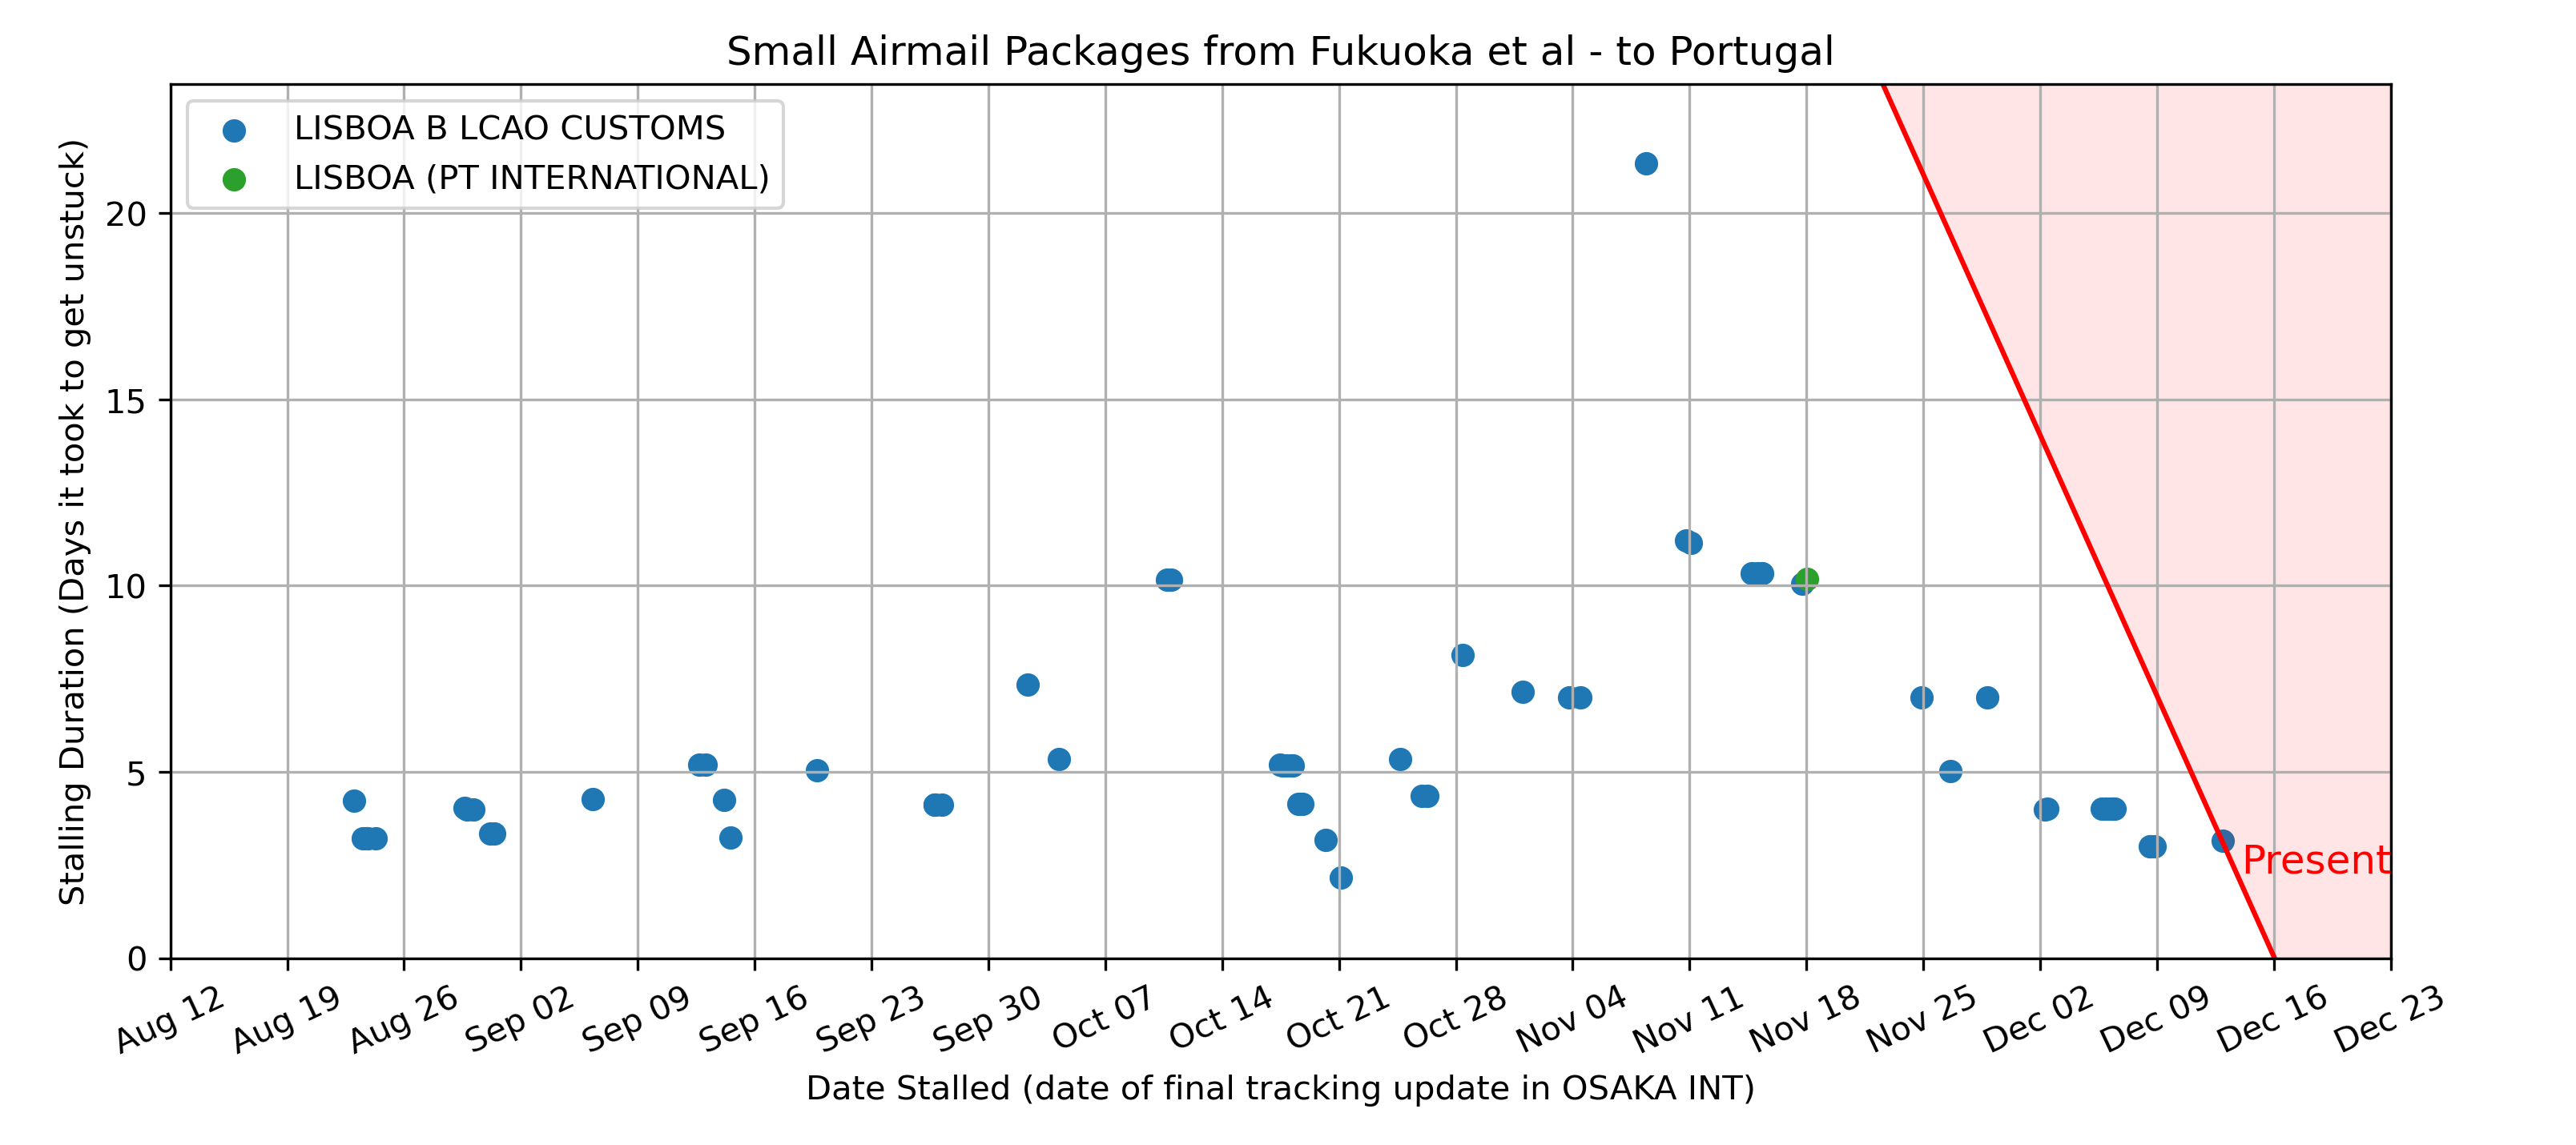 Small Airmail Packages from Fukuoka et al - to Portugal
LISBOA B LCAO CUSTOMS
LISBOA (PT INTERNATIONAL)
Stalling Duration (Days it took to get unstuck)
20
15
10
5
0
Present
Aug 12
Aug 19
Aug 26
Sep 02
Sep 09
Sep 16
Sep 23
Sep 30
Oct 07
Oct 14
Oct 21
Oct 28
Nov 04
Nov 11
Nov 18
Nov 25
Dec 02
Dec 09
Dec 16
Dec 23
Date Stalled (date of final tracking update in OSAKA INT)